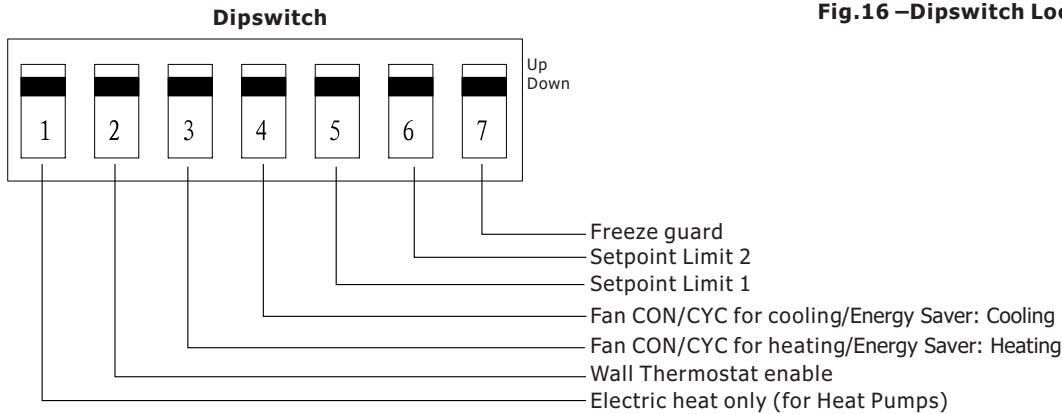 Dipswitch
Fig.16 –Dipswitch Loc
Up
Down
1 2 3 4 5 6 7
Freeze guard
Setpoint Limit 2
Setpoint Limit 1
Fan CON/CYC for cooling/Energy Saver: Cooling
Fan CON/CYC for heating/Energy Saver: Heating
Wall Thermostat enable
Electric heat only (for Heat Pumps)